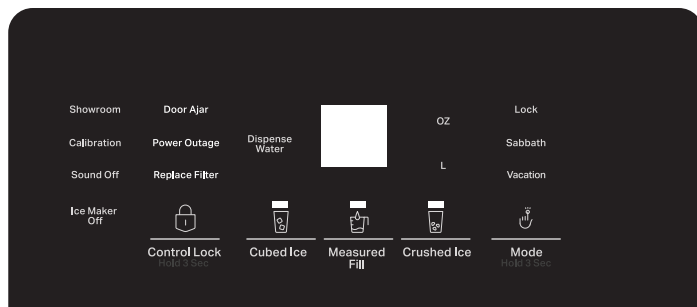 Showroom
Door Ajar
Lock
OZ
Calibration
Power Outage
Dispense
Water
Sabbath
L
Sound Off
Replace Filter
Vacation
Ice Maker
Off
Control Lock
Hold 3 Sec
Cubed Ice
Measured
Fill
Crushed Ice
Mode
Hold 3 Sec